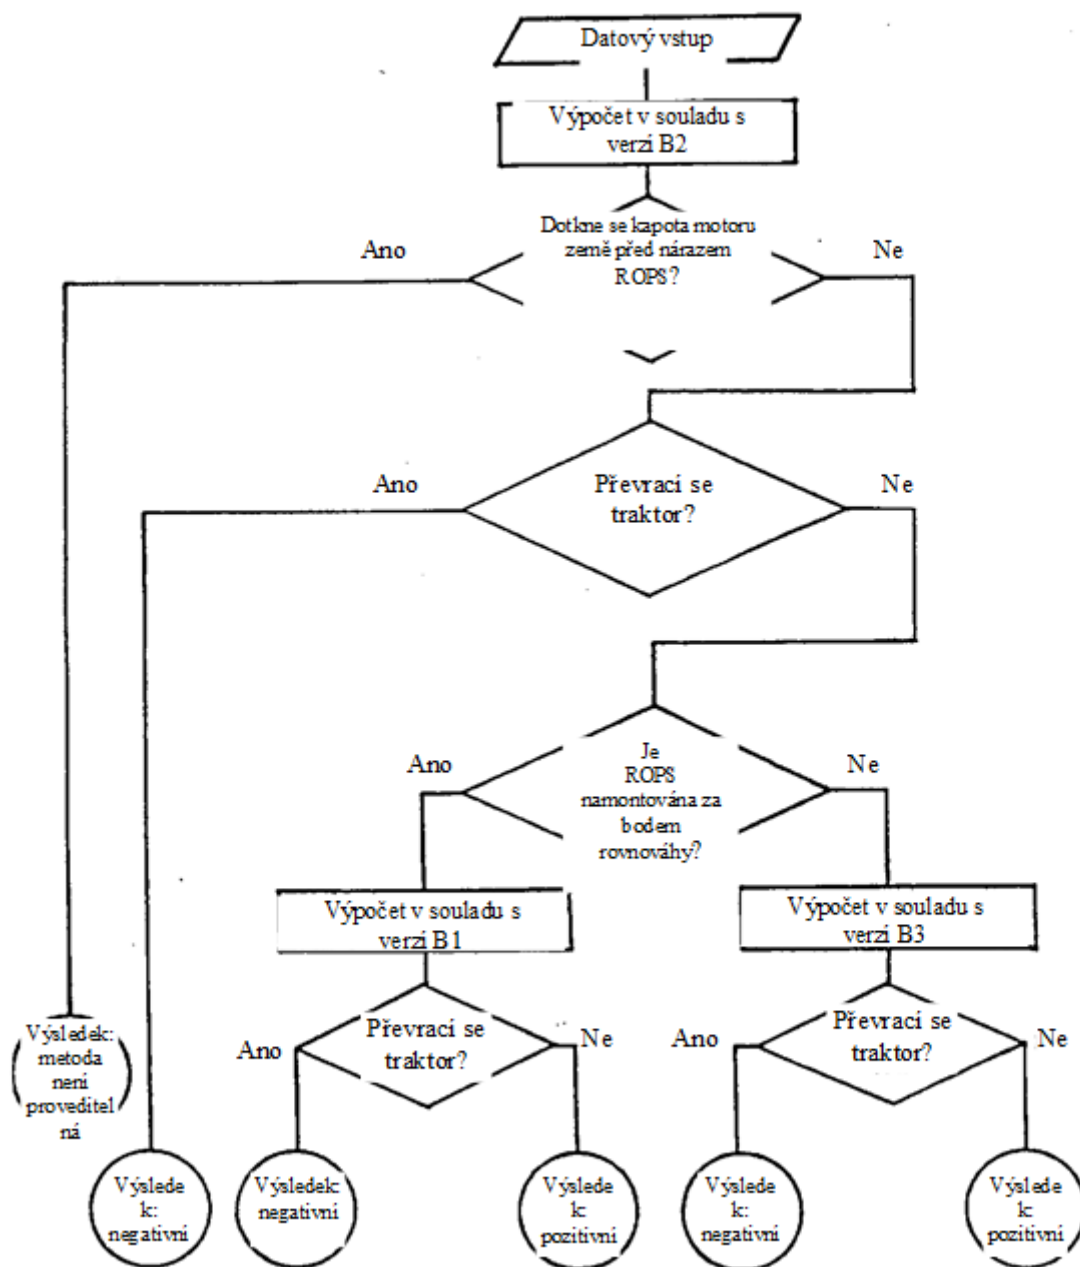 Datový vstup
Výpočet v souladu s
verzí B2
Dotkne se kapota motoru
země před nárazem
ROPS?
Ano
Ne
Ano
Převrací se
traktor?
Ne
Ano
Je
ROPS
namontována za
bodem
rovnováhy?
Ne
Výpočet v souladu s
verzí B1
Výpočet v souladu s
verzí B3
Ano
Převrací se
traktor?
Ne
Ano
Převrací se
traktor?
Ne
Výsledek:
metoda
není
proveditel
ná
Výslede
k:
negativní
Výsledek:
negativní
Výslede
k:
pozitivní
Výslede
k:
negativní
Výslede
k:
pozitivní